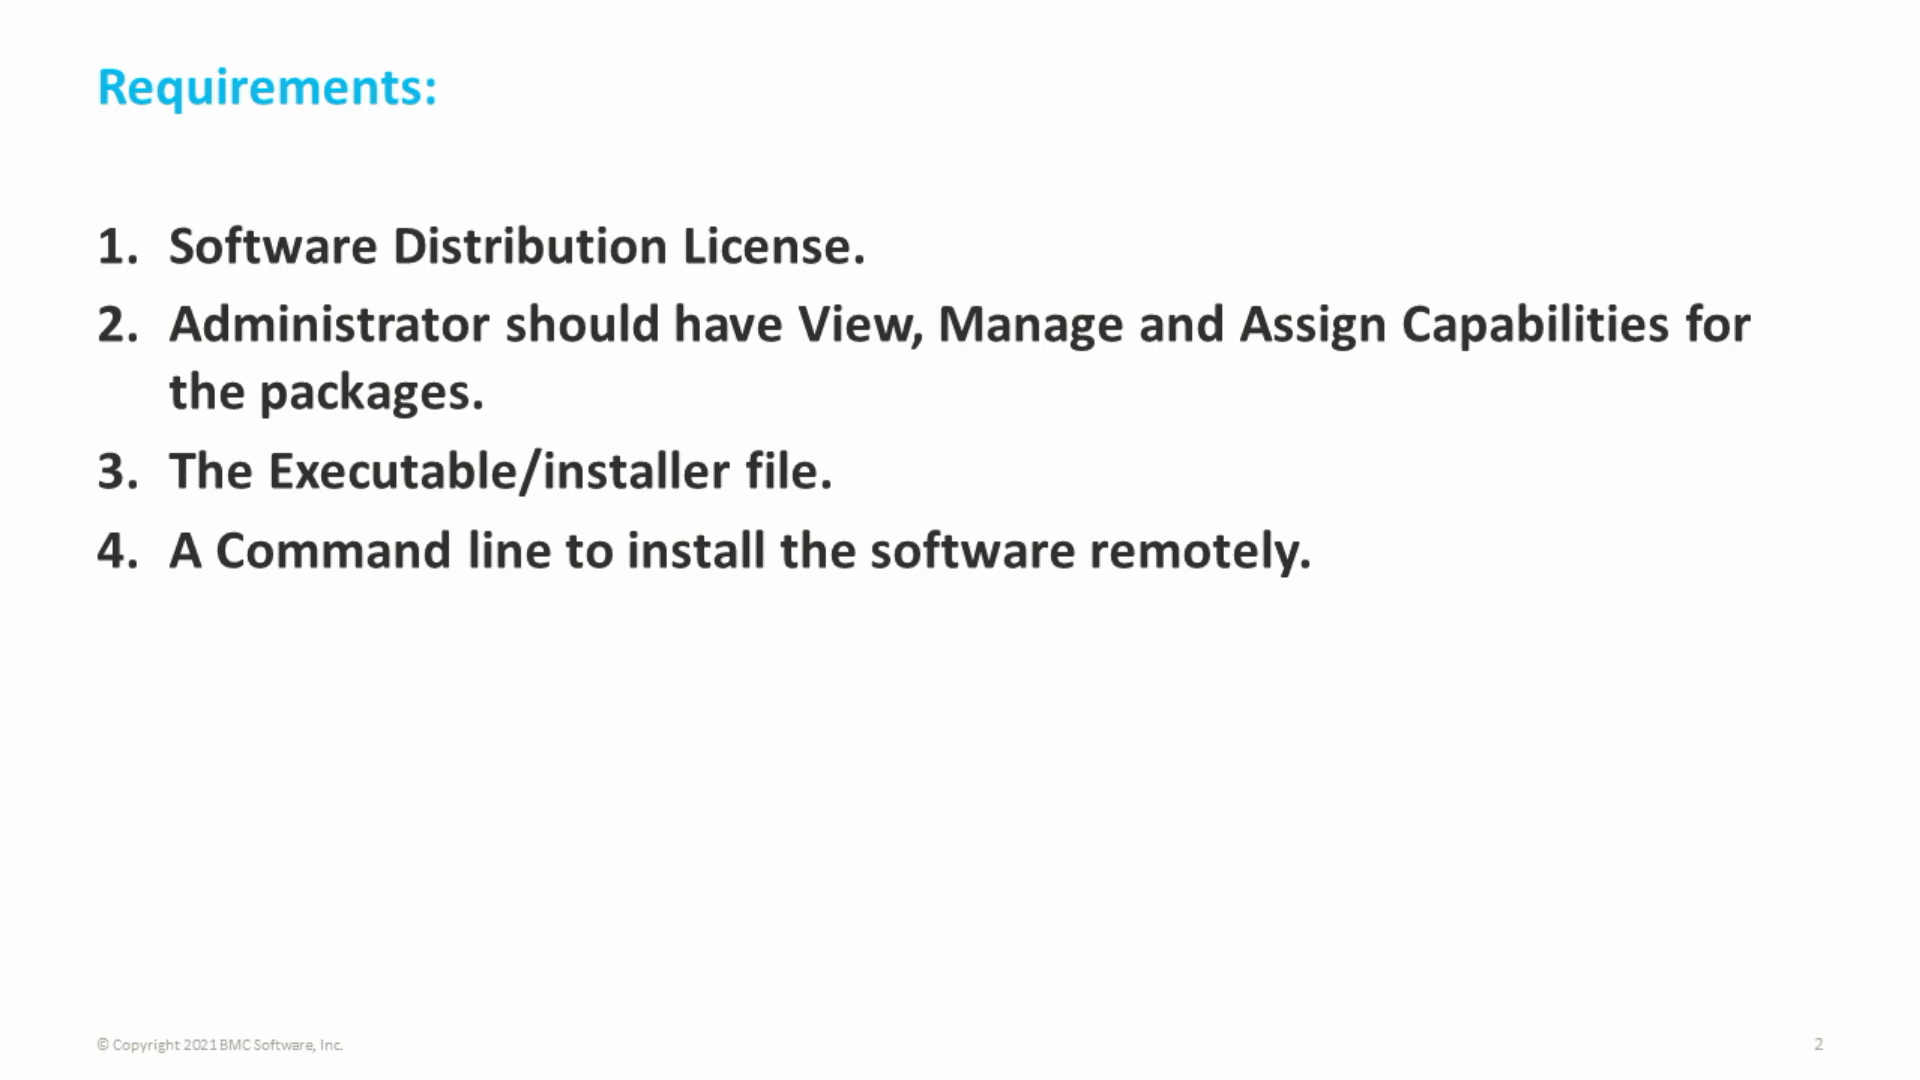 Requirements:
1. Software Distribution License.
2. Administrator should have View, Manage and Assign Capabilities for
the packages.
3. The Executable/installer file.
4. A Command line to install the software remotely.
© Copyright 2021 BMC Software, Inc.
2